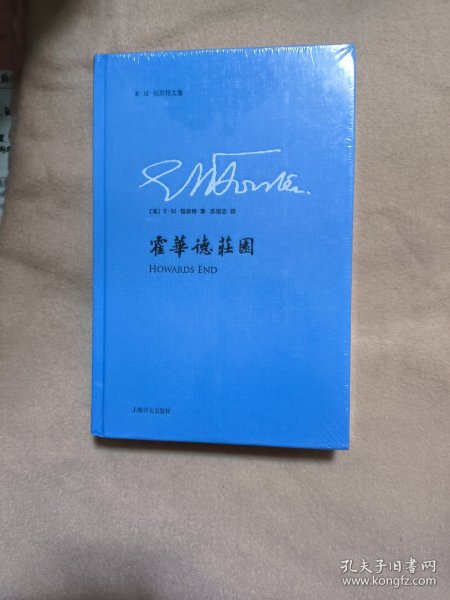 E·M·福斯特文集
EMForster.
〔英〕E·M·福斯特 著 苏福忠 译
霍華德莊園
HOWARDS END
上海译文出版社
孔夫子旧书网
www.kongfz.com